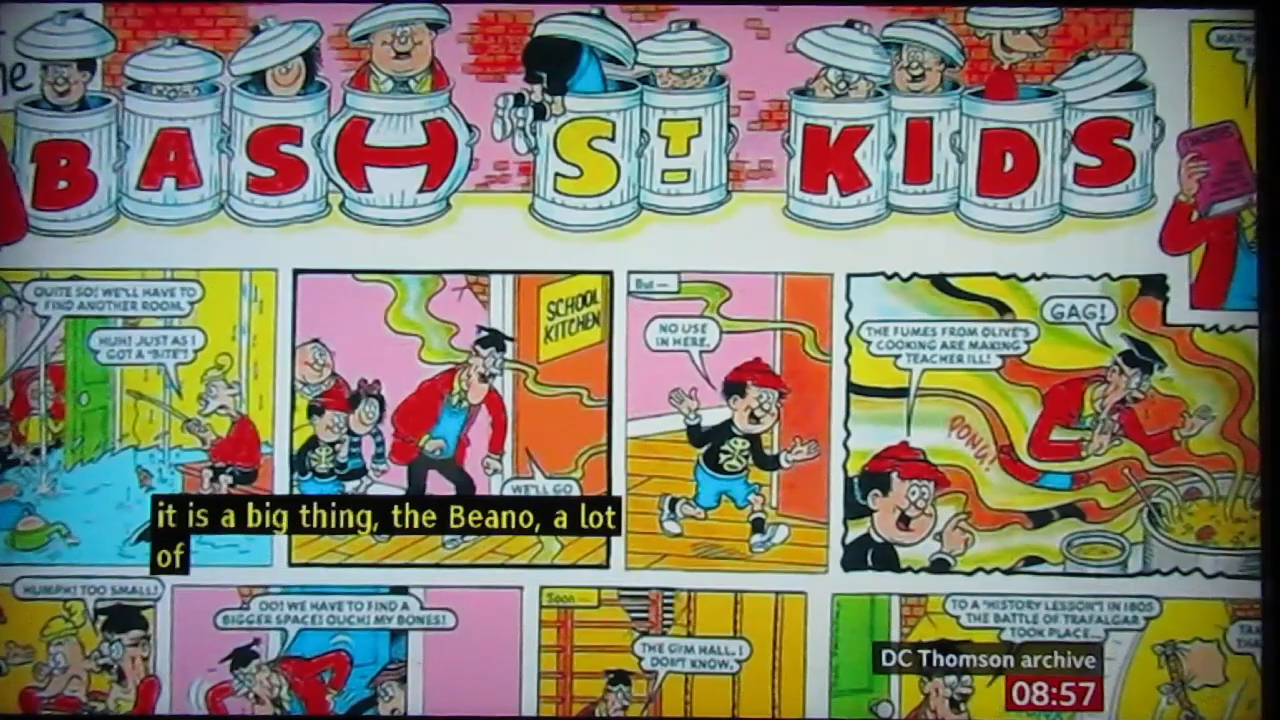 BASH ST KIDS
QUITE SO! WE'LL HAVE TO
FIND ANOTHER ROOM.
HUH! JUST AS I
GOT A "BITE"!
SCHOOL
KITCHEN
WE'LL GO
But —
NO USE
IN HERE.
THE FUMES FROM OLIVE'S
COOKING ARE MAKING
TEACHER ILL!
GAG!
PONG!
it is a big thing, the Beano, a lot
of
HUMPH! TOO SMALL!
OO! WE HAVE TO FIND A
BIGGER SPACE! OUCH! MY BONES!
Soon —
THE GYM HALL. I
DON'T KNOW,
TO A "HISTORY LESSON"! IN 1805
THE BATTLE OF TRAFALGAR
TOOK PLACE...
DC Thomson archive
08:57